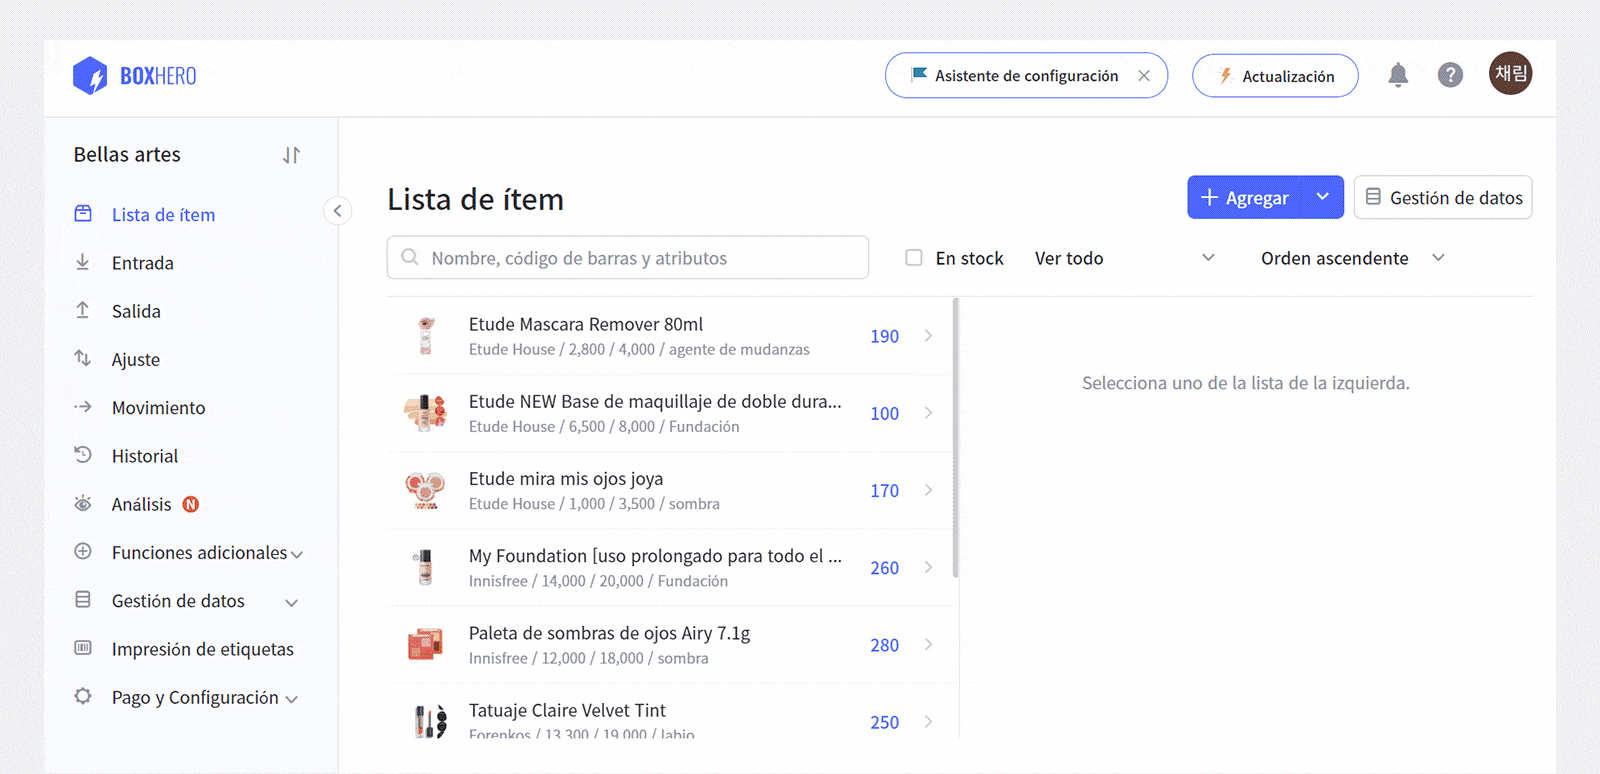 BOXHERO
Asistente de configuración
Actualización
?
채림
Bellas artes
Lista de ítem
Entrada
Salida
Ajuste
Movimiento
Historial
Análisis N
Funciones adicionales
Gestión de datos
Impresión de etiquetas
Pago y Configuración
Lista de ítem
Agregar
Gestión de datos
Nombre, código de barras y atributos
En stock
Ver todo
Orden ascendente
Etude Mascara Remover 80ml
Etude House / 2,800 / 4,000 / agente de mudanzas
190
Etude NEW Base de maquillaje de doble dura...
Etude House / 6,500 / 8,000 / Fundación
100
Etude mira mis ojos joya
Etude House / 1,000 / 3,500 / sombra
170
My Foundation [uso prolongado para todo el ...
Innisfree / 14,000 / 20,000 / Fundación
260
Paleta de sombras de ojos Airy 7.1g
Innisfree / 12,000 / 18,000 / sombra
280
Tatuaje Claire Velvet Tint
Forenkos / 13,300 / 19,000 / labio
250
Selecciona uno de la lista de la izquierda.